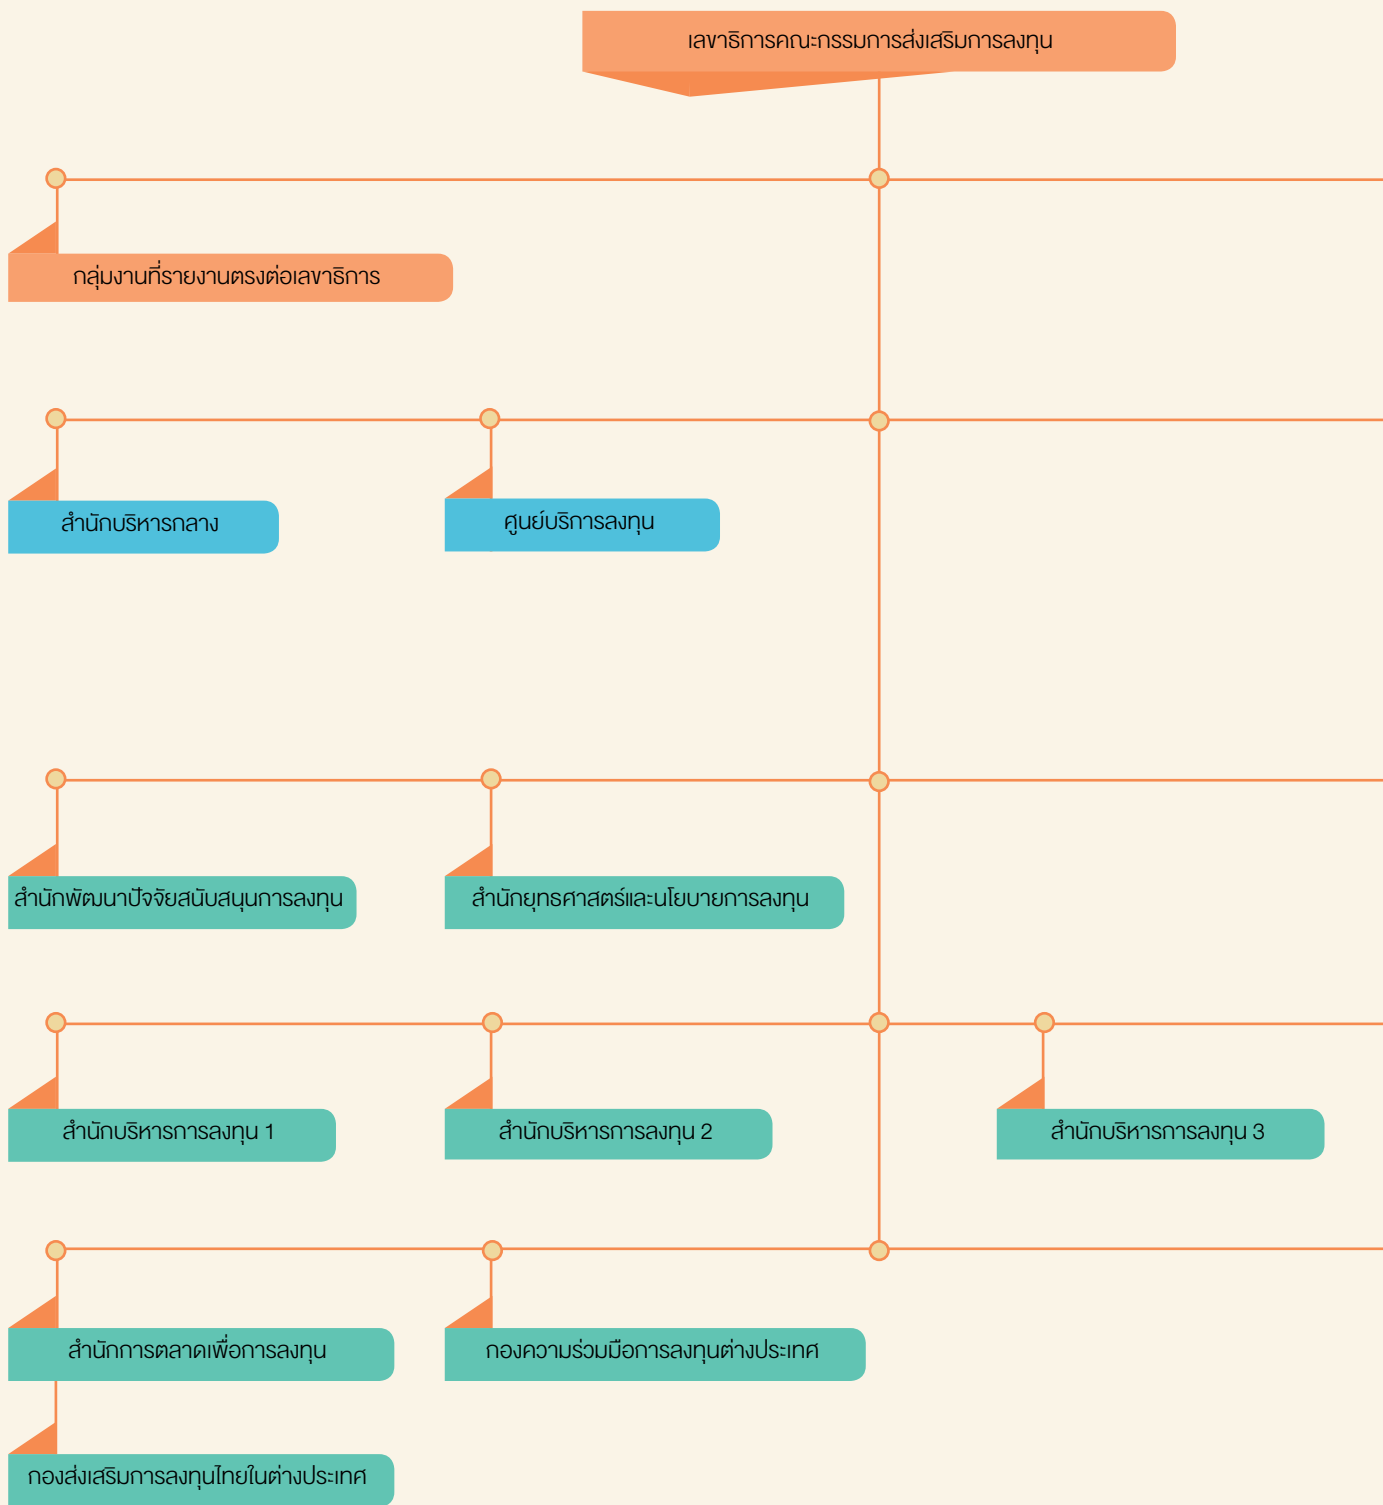 เลขาธิการคณะกรรมการส่งเสริมการลงทุน
กลุ่มงานที่รายงานตรงต่อเลขาธิการ
สำนักบริหารกลาง
ศูนย์บริการลงทุน
สำนักพัฒนาปัจจัยสนับสนุนการลงทุน
สำนักยุทธศาสตร์และนโยบายการลงทุน
สำนักบริหารการลงทุน 1
สำนักบริหารการลงทุน 2
สำนักบริหารการลงทุน 3
สำนักการตลาดเพื่อการลงทุน
กองความร่วมมือการลงทุนต่างประเทศ
กองส่งเสริมการลงทุนไทยในต่างประเทศ